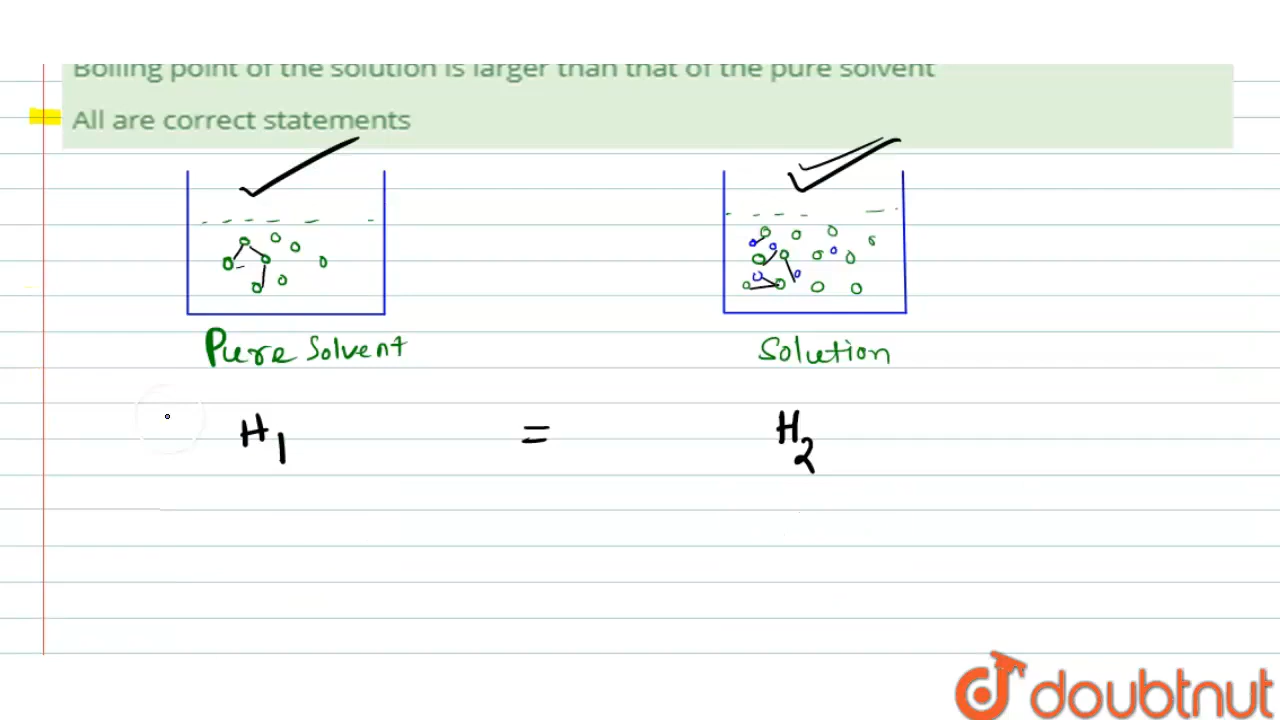 Boiling point of the solution is larger than that of the pure solvent
All are correct statements
Pure Solvent
Solution
H1 = H2
doubtnut